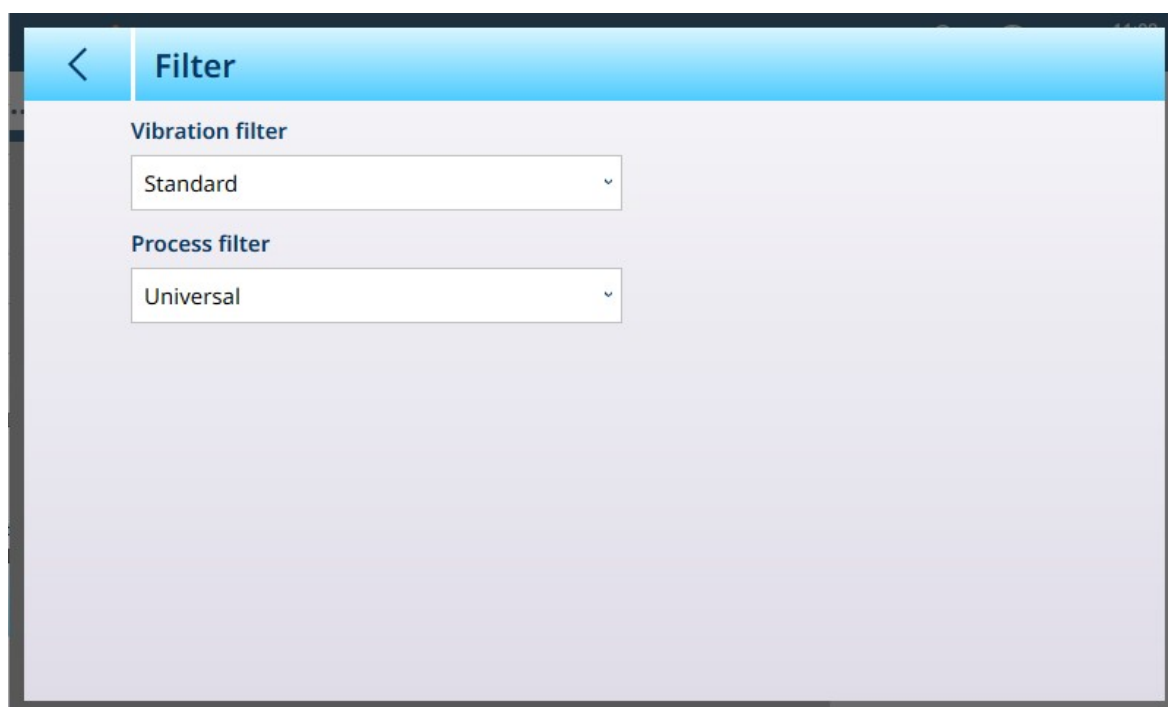 Filter
Vibration filter
Standard
Process filter
Universal